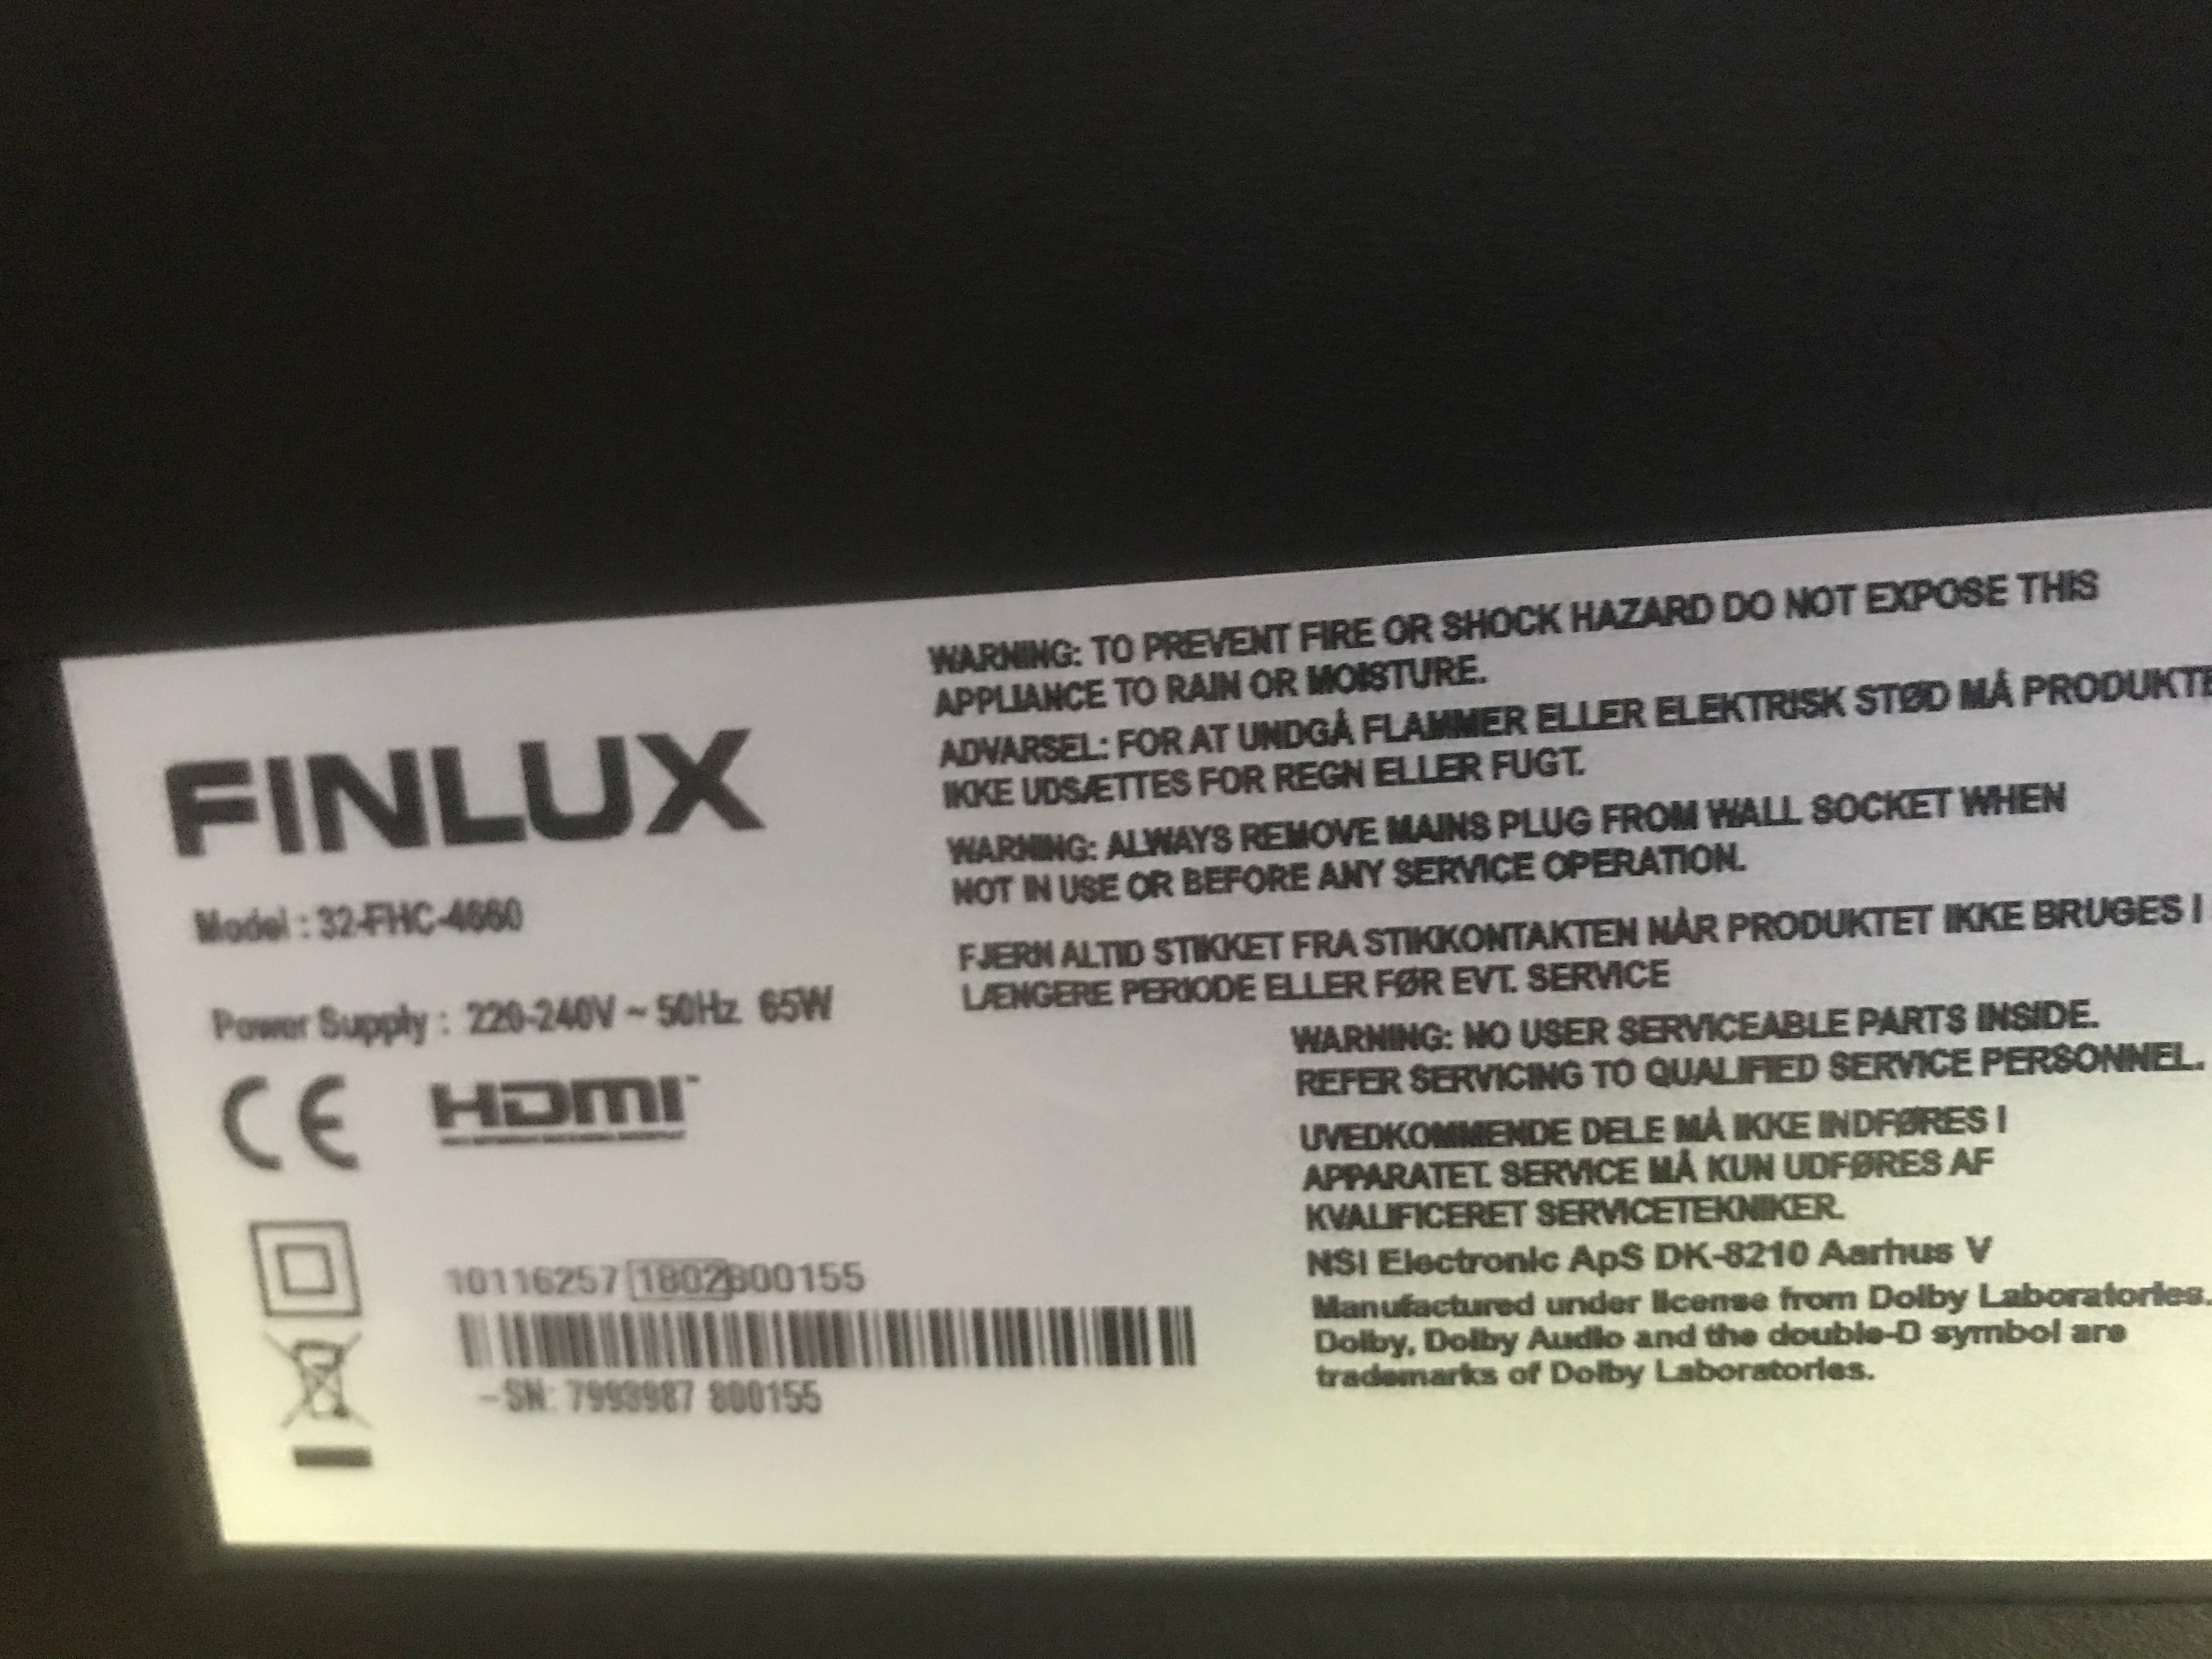 FINLUX
Model : 32-FHC-4660
Power Supply : 220-240V ~ 50Hz 65W
CE HDMI™
10116257 1802800155
-SN: 7993987 800155
WARNING: TO PREVENT FIRE OR SHOCK HAZARD DO NOT EXPOSE THIS
APPLIANCE TO RAIN OR MOISTURE.
ADVARSEL: FOR AT UNDGÅ FLAMMER ELLER ELEKTRISK STØD MÅ PRODUKTE
IKKE UDSÆTTES FOR REGN ELLER FUGT.
WARNING: ALWAYS REMOVE MAINS PLUG FROM WALL SOCKET WHEN
NOT IN USE OR BEFORE ANY SERVICE OPERATION.
FJERN ALTID STIKKET FRA STIKKONTAKTEN NÅR PRODUKTET IKKE BRUGES I
LÆNGERE PERIODE ELLER FØR EVT. SERVICE
WARNING: NO USER SERVICEABLE PARTS INSIDE.
REFER SERVICING TO QUALIFIED SERVICE PERSONNEL.
UVEDKOMMENDE DELE MÅ IKKE INDFØRES I
APPARATET. SERVICE MÅ KUN UDFØRES AF
KVALIFICERET SERVICETEKNIKER.
NSI Electronic ApS DK-8210 Aarhus V
Manufactured under license from Dolby Laboratories.
Dolby, Dolby Audio and the double-D symbol are
trademarks of Dolby Laboratories.